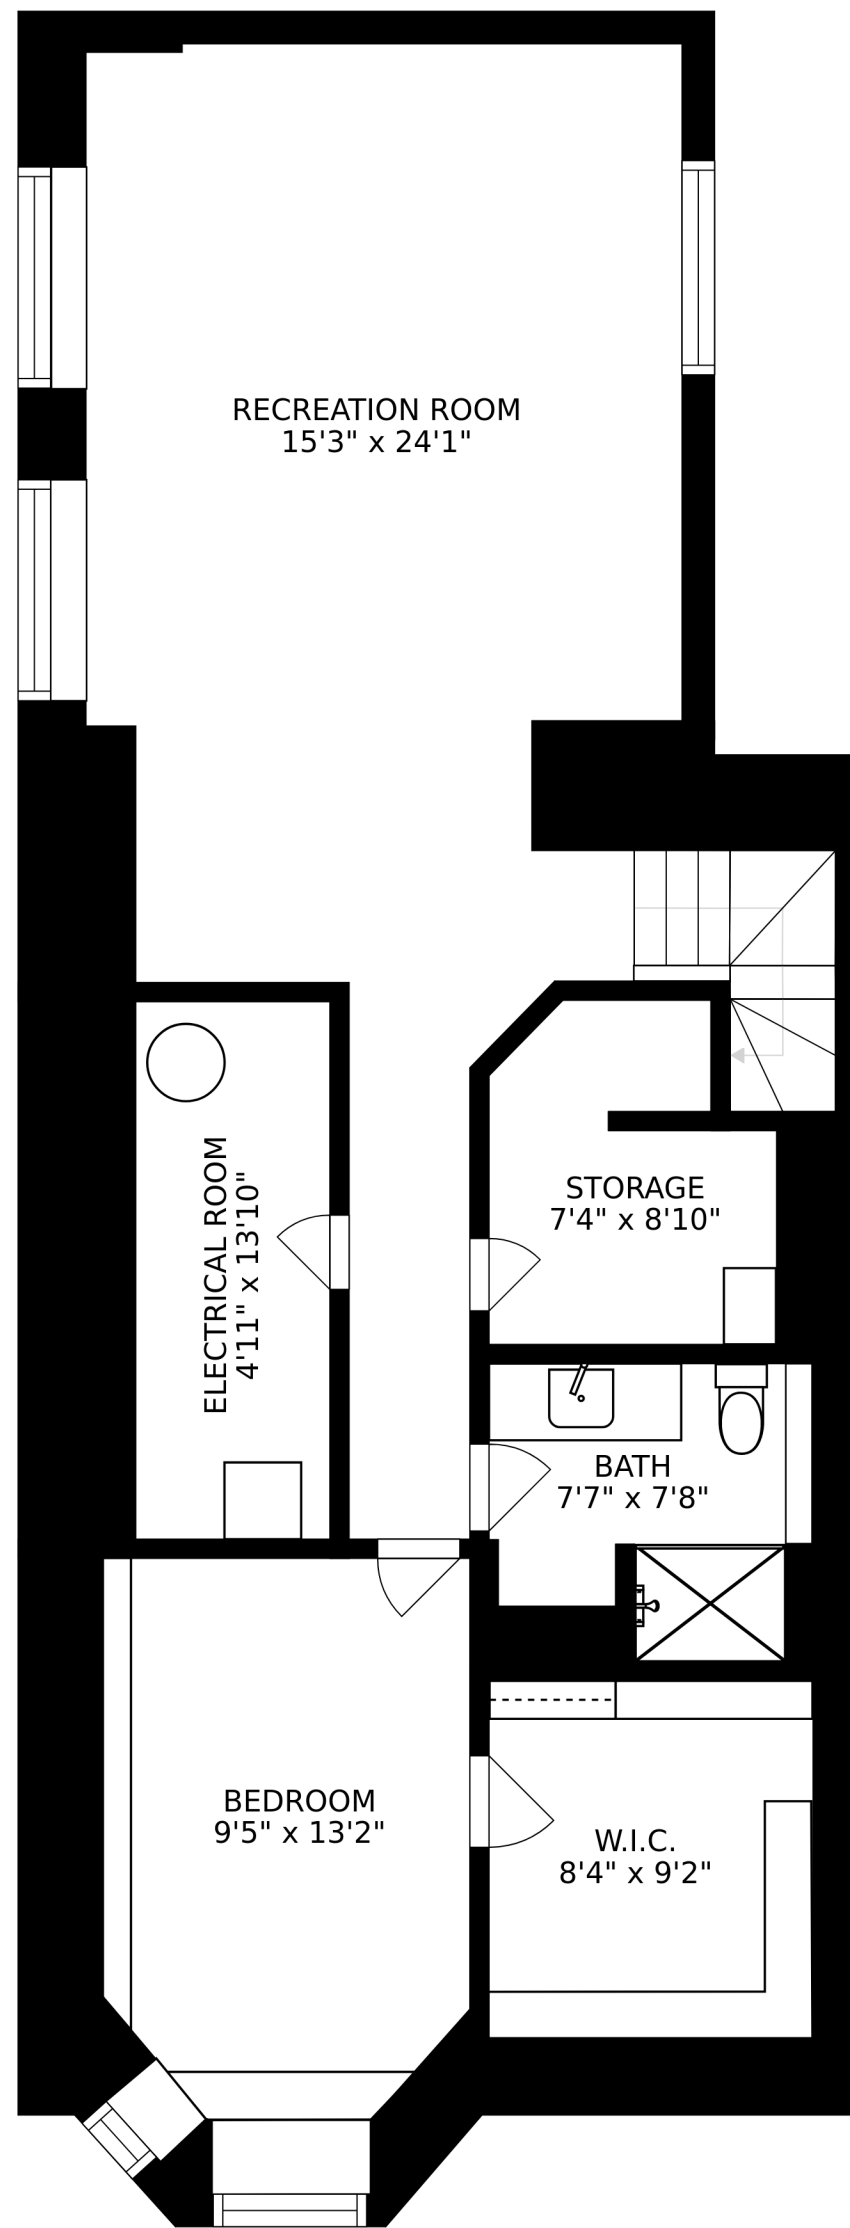 RECREATION ROOM
15'3" x 24'1"
ELECTRICAL ROOM
4'11" x 13'10"
STORAGE
7'4" x 8'10"
BATH
7'7" x 7'8"
BEDROOM
9'5" x 13'2"
W.I.C.
8'4" x 9'2"